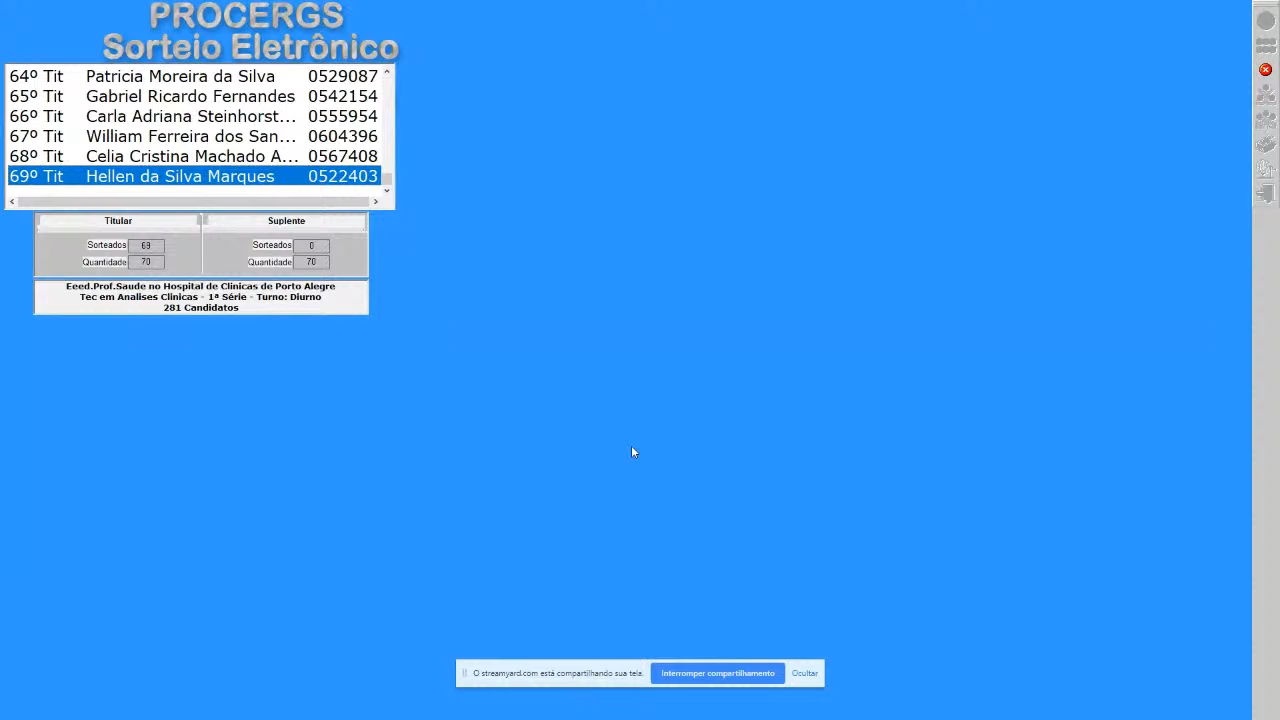 PROCERGS
Sorteio Eletrônico
64º Tit Patricia Moreira da Silva 0529087
65º Tit Gabriel Ricardo Fernandes 0542154
66º Tit Carla Adriana Steinhorst... 0555954
67º Tit William Ferreira dos San... 0604396
68º Tit Celia Cristina Machado A... 0567408
69º Tit Hellen da Silva Marques 0522403
Titular Suplente
Sorteados 69 Sorteados 0
Quantidade 70 Quantidade 70
Eeed.Prof.Saude no Hospital de Clinicas de Porto Alegre
Tec em Analises Clinicas - 1ª Série - Turno: Diurno
281 Candidatos
O streamyard.com está compartilhando sua tela. Interromper compartilhamento Ocultar